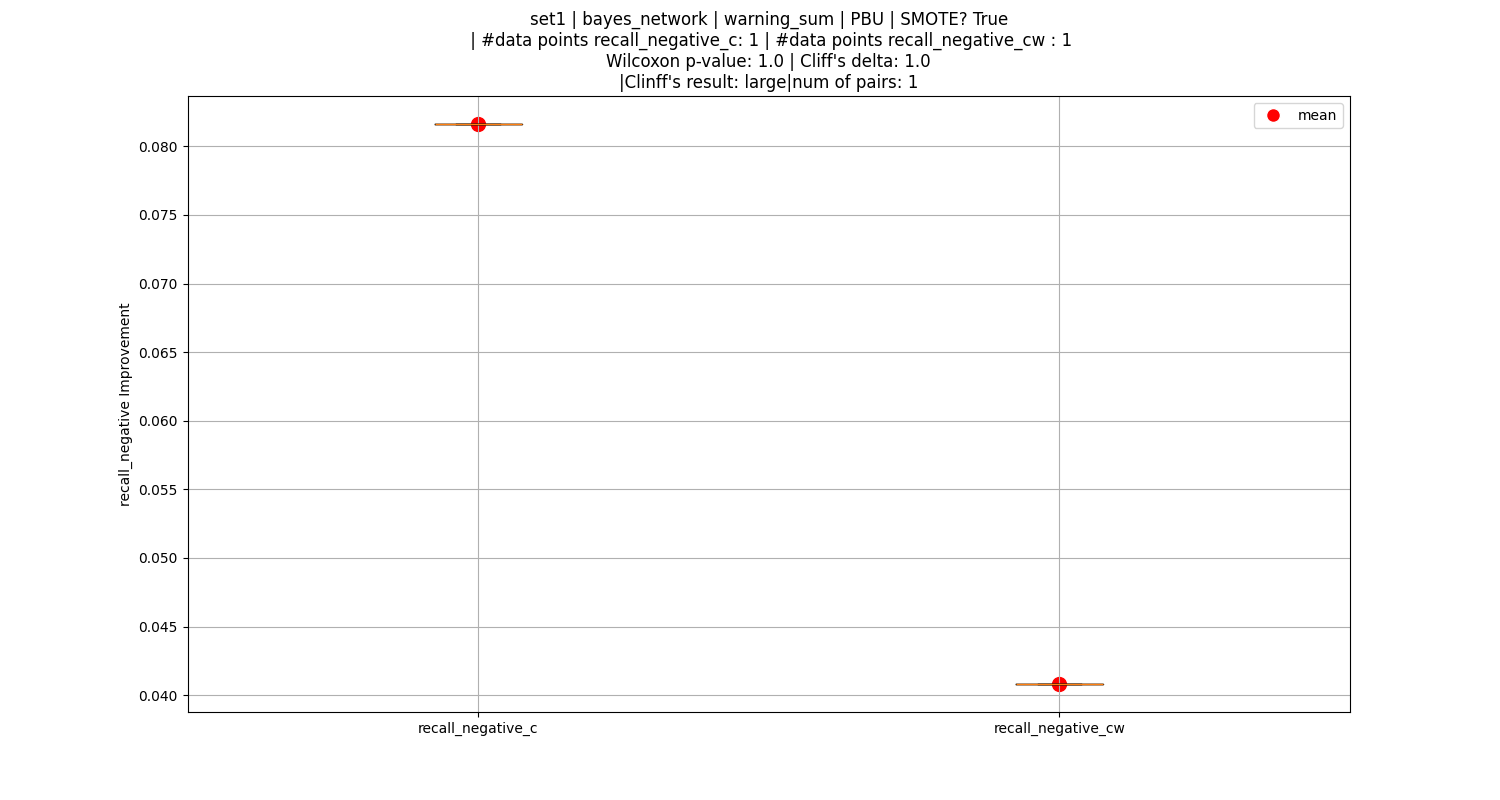 set1 | bayes_network | warning_sum | PBU | SMOTE? True
| #data points recall_negative_c: 1 | #data points recall_negative_cw : 1
Wilcoxon p-value: 1.0 | Cliff's delta: 1.0
|Clinff's result: large|num of pairs: 1
mean
0.080
0.075
0.070
0.065
0.060
0.055
0.050
0.045
0.040
recall_negative Improvement
recall_negative_c
recall_negative_cw